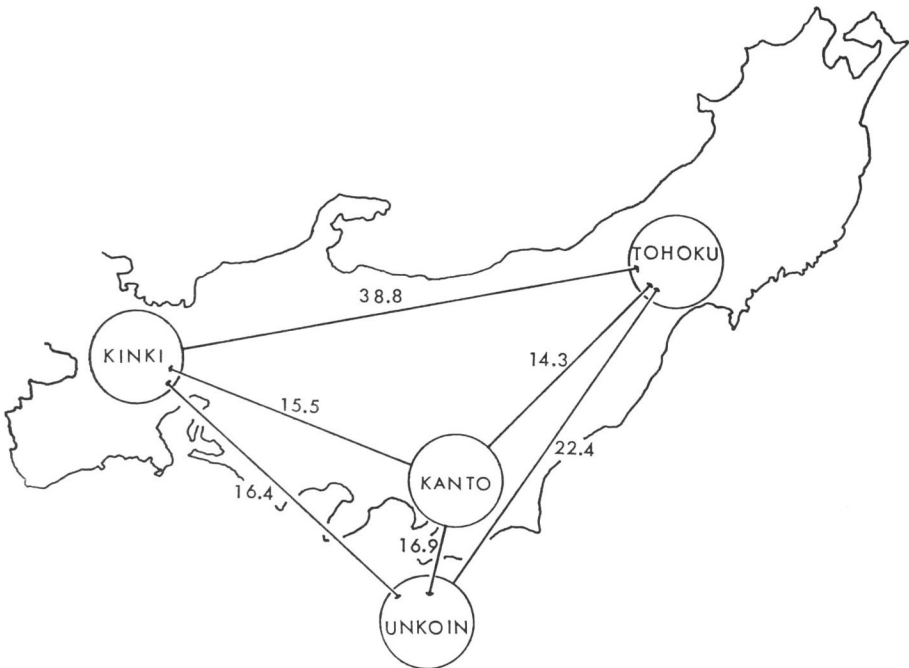 TOHOKU
38.8
KINKI
14.3
15.5
22.4
KANTO
16.4
16.9
UNKOIN